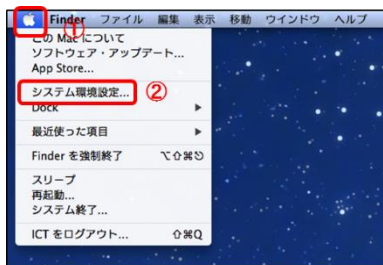 Finder ファイル 編集 表示 移動 ウインドウ ヘルプ
①
この Mac について
ソフトウェア・アップデート...
App Store...
システム環境設定... ②
Dock ▶
最近使った項目 ▶
Finder を強制終了 ⌥⇧⌘⎋
スリープ
再起動...
システム終了...
ICT をログアウト... ⇧⌘Q